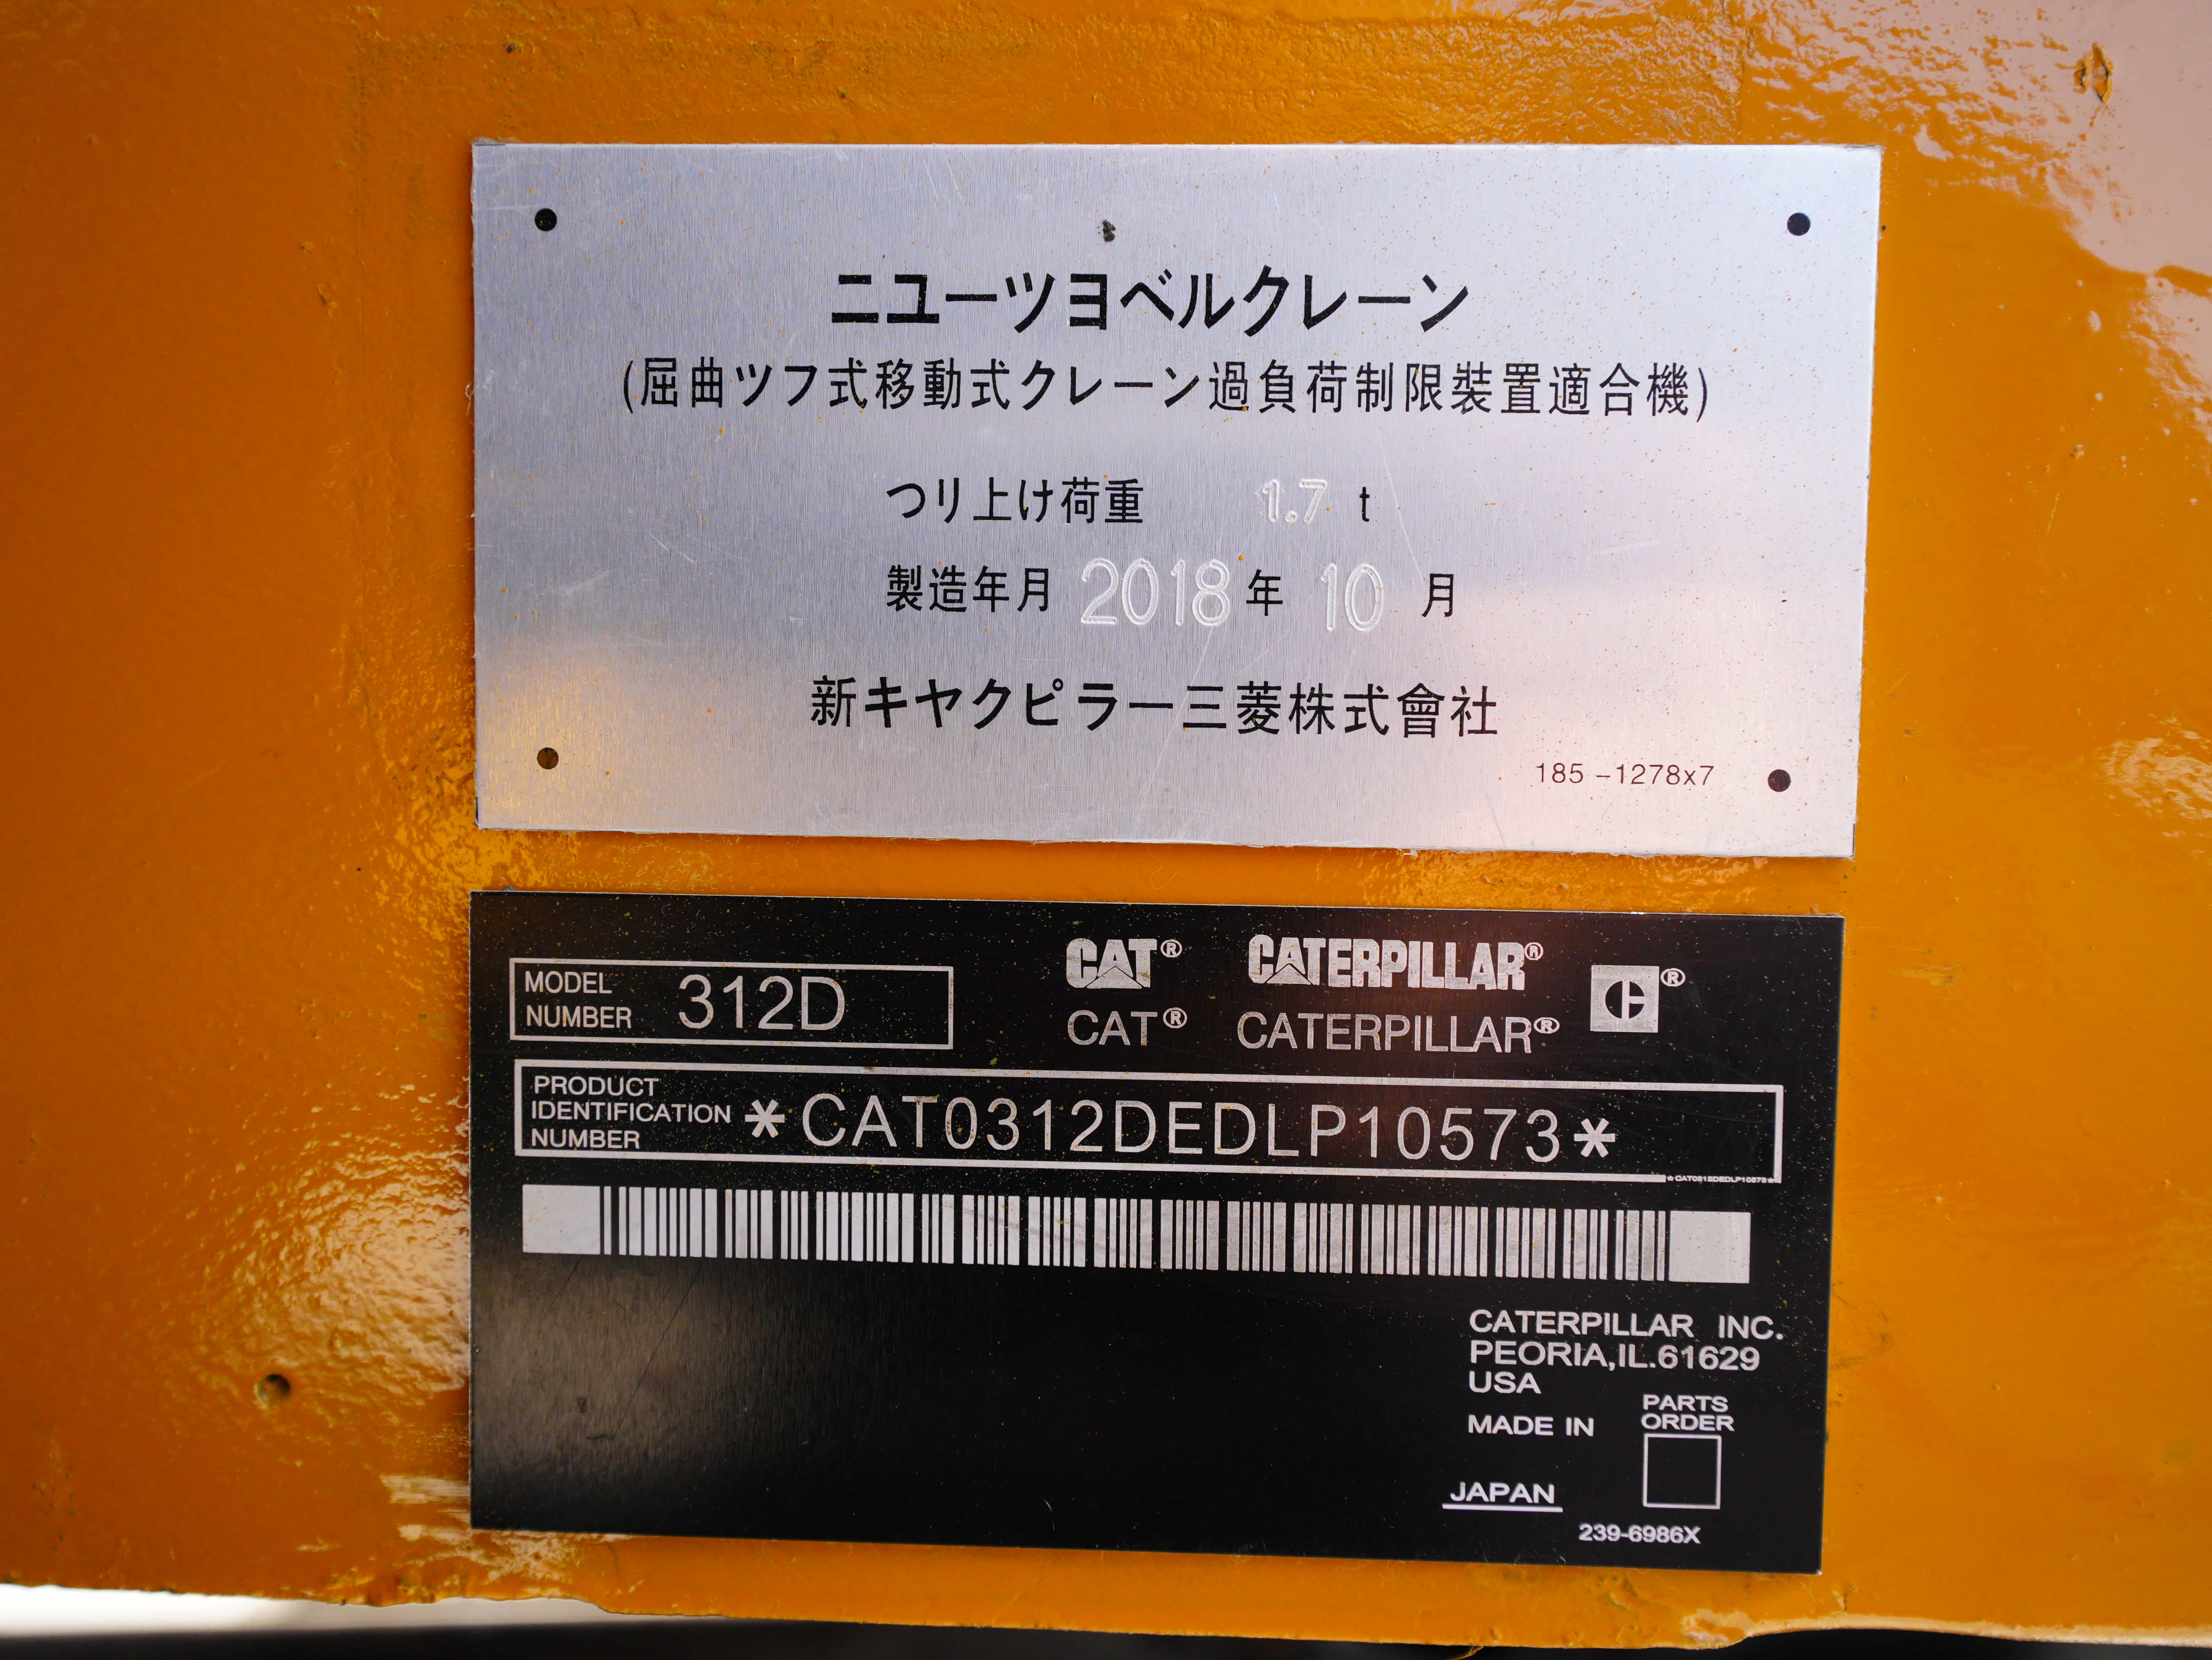 ニユーツヨベルクレーン
(屈曲ツフ式移動式クレーン過負荷制限装置適合機)
つり上け荷重 1.7 t
製造年月 2018 年 10 月
新キヤクピラー三菱株式會社
185-1278x7
MODEL NUMBER 312D
CAT® CATERPILLAR® ®
CAT® CATERPILLAR®
PRODUCT IDENTIFICATION NUMBER *CAT0312DEDLP10573*
*CAT0312DEDLP10573*
CATERPILLAR INC.
PEORIA,IL.61629
USA
MADE IN
JAPAN
PARTS
ORDER
239-6986X